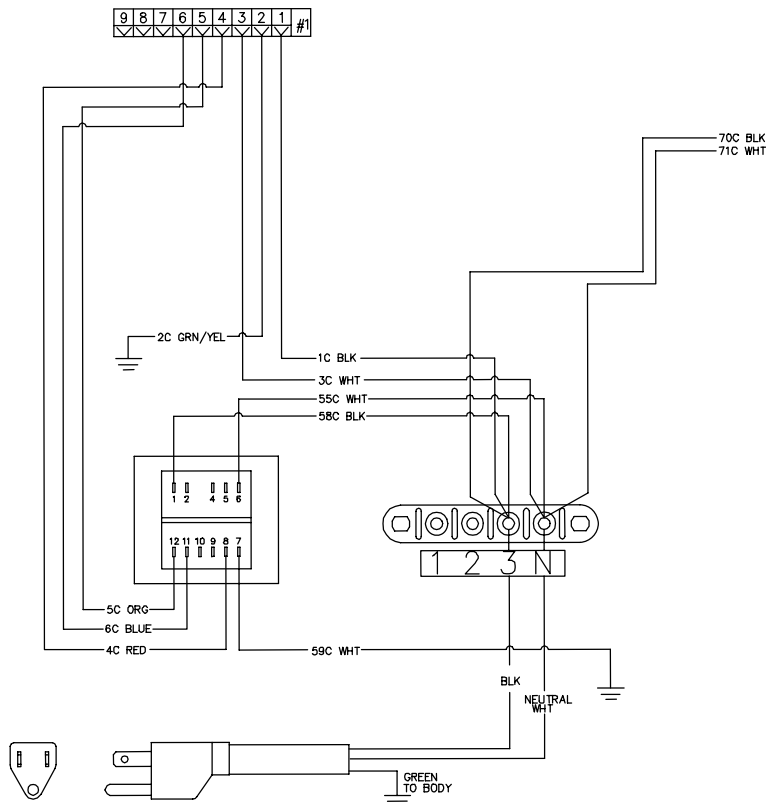 9 8 7 6 5 4 3 2 1 #1
70C BLK
71C WHT
2C GRN/YEL
1C BLK
3C WHT
55C WHT
58C BLK
1 2 4 5 6
12 11 10 9 8 7
1 2 3 N
5C ORG
6C BLUE
4C RED
59C WHT
BLK
NEUTRAL
WHT
GREEN
TO BODY